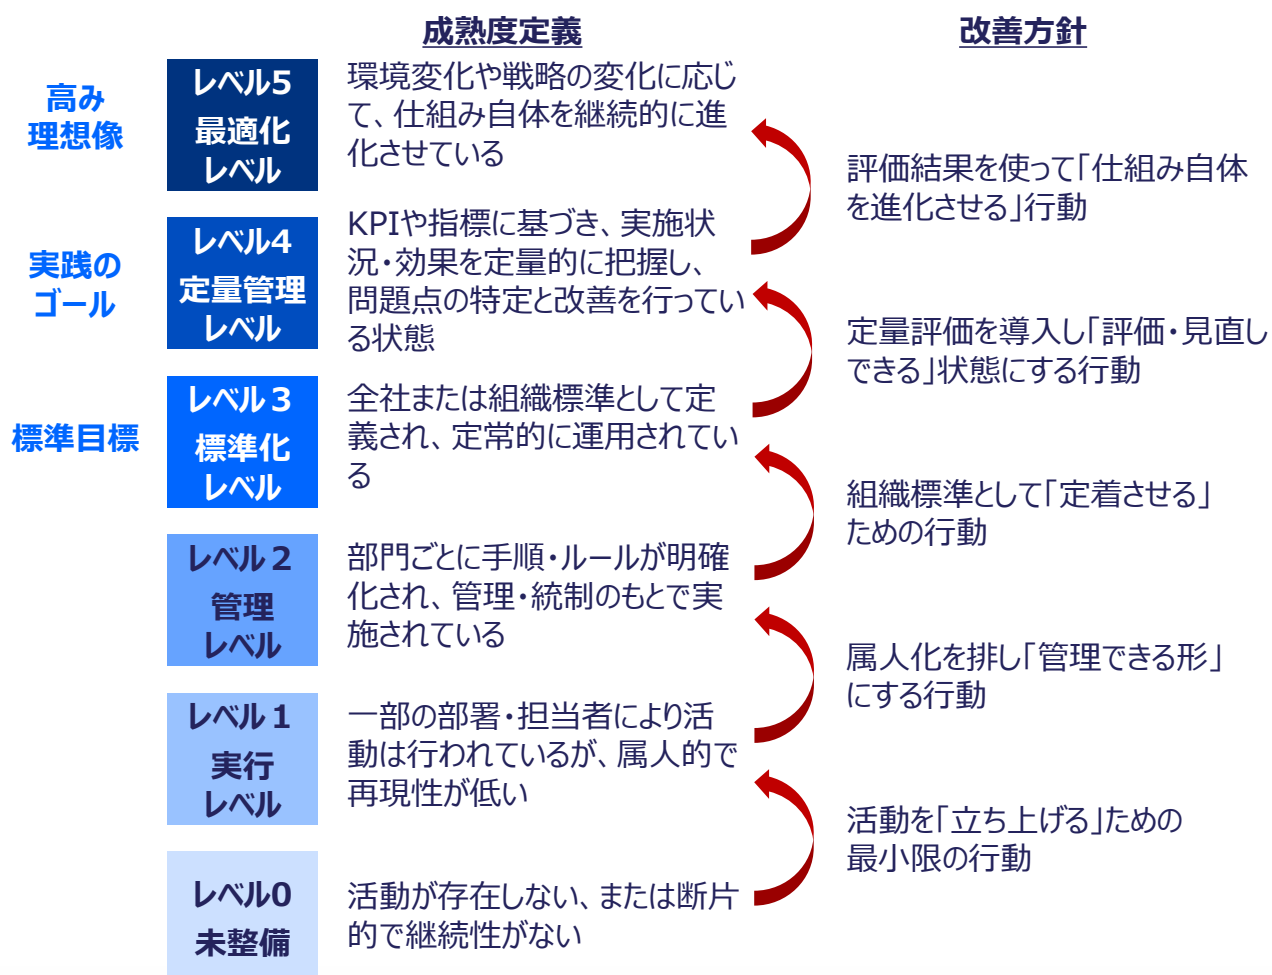 成熟度定義
改善方針
高み
理想像
レベル5
最適化
レベル
環境変化や戦略の変化に応じ
て、仕組み自体を継続的に進
化させている
評価結果を使って「仕組み自体
を進化させる」行動
実践の
ゴール
レベル4
定量管理
レベル
KPIや指標に基づき、実施状
況・効果を定量的に把握し、
問題点の特定と改善を行ってい
る状態
定量評価を導入し「評価・見直し
できる」状態にする行動
標準目標
レベル３
標準化
レベル
全社または組織標準として定
義され、定常的に運用されてい
る
組織標準として「定着させる」
ための行動
レベル２
管理
レベル
部門ごとに手順・ルールが明確
化され、管理・統制のもとで実
施されている
属人化を排し「管理できる形」
にする行動
レベル１
実行
レベル
一部の部署・担当者により活
動は行われているが、属人的で
再現性が低い
活動を「立ち上げる」ための
最小限の行動
レベル0
未整備
活動が存在しない、または断片
的で継続性がない